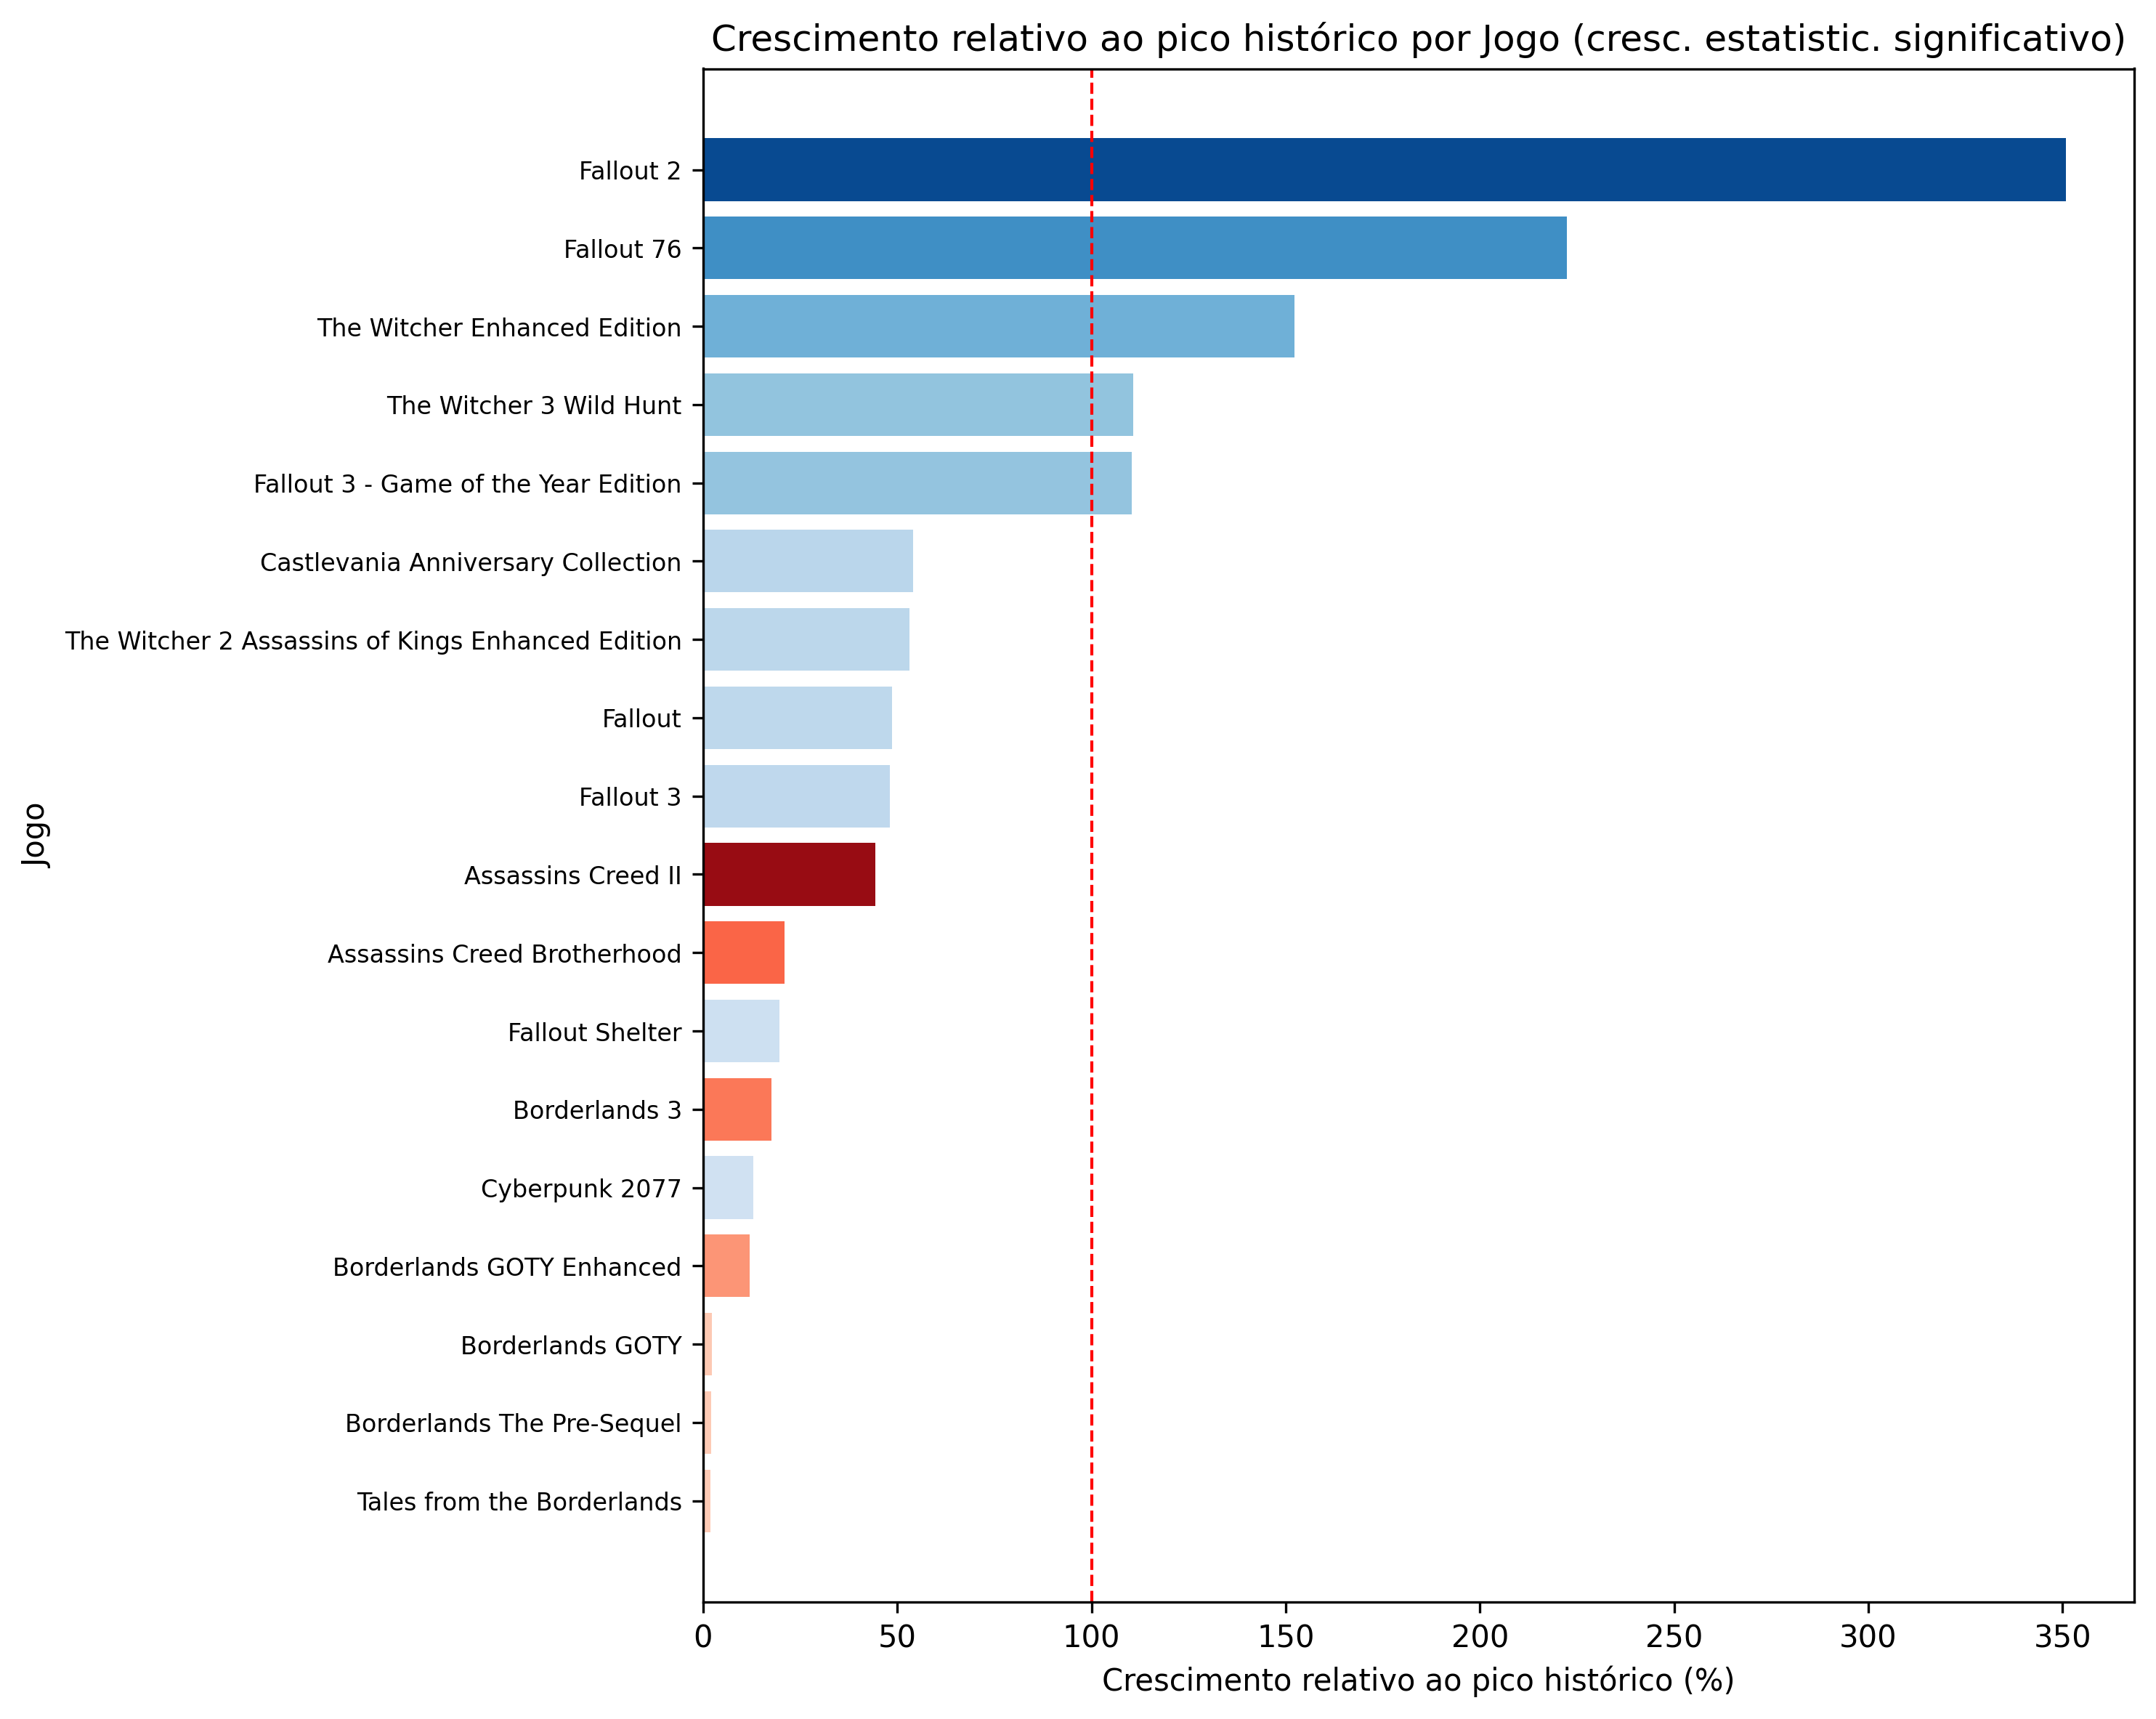 Crescimento relativo ao pico histórico por Jogo (cresc. estatistic. significativo)
Jogo
Fallout 2
Fallout 76
The Witcher Enhanced Edition
The Witcher 3 Wild Hunt
Fallout 3 - Game of the Year Edition
Castlevania Anniversary Collection
The Witcher 2 Assassins of Kings Enhanced Edition
Fallout
Fallout 3
Assassins Creed II
Assassins Creed Brotherhood
Fallout Shelter
Borderlands 3
Cyberpunk 2077
Borderlands GOTY Enhanced
Borderlands GOTY
Borderlands The Pre-Sequel
Tales from the Borderlands
0 50 100 150 200 250 300 350
Crescimento relativo ao pico histórico (%)